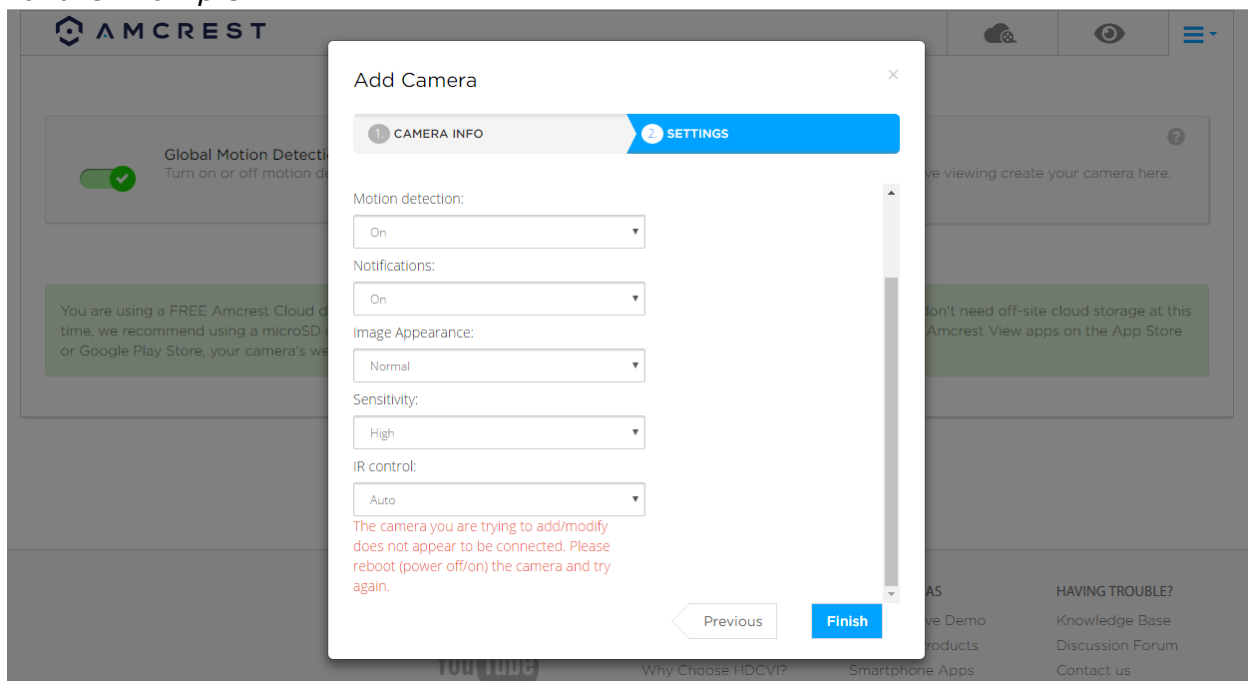 AMCREST
Add Camera
×
1. CAMERA INFO
2. SETTINGS
Global Motion Detecti
Turn on or off motion de
ve viewing create your camera here.
Motion detection:
On
Notifications:
On
Image Appearance:
Normal
Sensitivity:
High
IR control:
Auto
The camera you are trying to add/modify
does not appear to be connected. Please
reboot (power off/on) the camera and try
again.
Previous
Finish
You are using a FREE Amcrest Cloud d
time, we recommend using a microSD
or Google Play Store, your camera's we
don't need off-site cloud storage at this
Amcrest View apps on the App Store
AS
HAVING TROUBLE?
ve Demo
Knowledge Base
roducts
Discussion Forum
You Tube
Why Choose HDCVI?
Smartphone Apps
Contact us